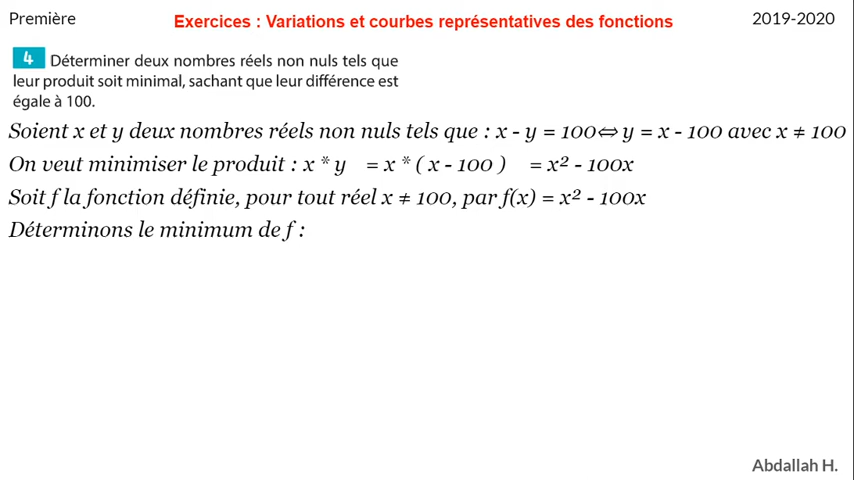 Première
Exercices : Variations et courbes représentatives des fonctions
2019-2020
4 Déterminer deux nombres réels non nuls tels que
leur produit soit minimal, sachant que leur différence est
égale à 100.
Soient x et y deux nombres réels non nuls tels que : x - y = 100⇔ y = x - 100 avec x ≠ 100
On veut minimiser le produit : x * y = x * ( x - 100 ) = x² - 100x
Soit f la fonction définie, pour tout réel x ≠ 100, par f(x) = x² - 100x
Déterminons le minimum de f :
Abdallah H.